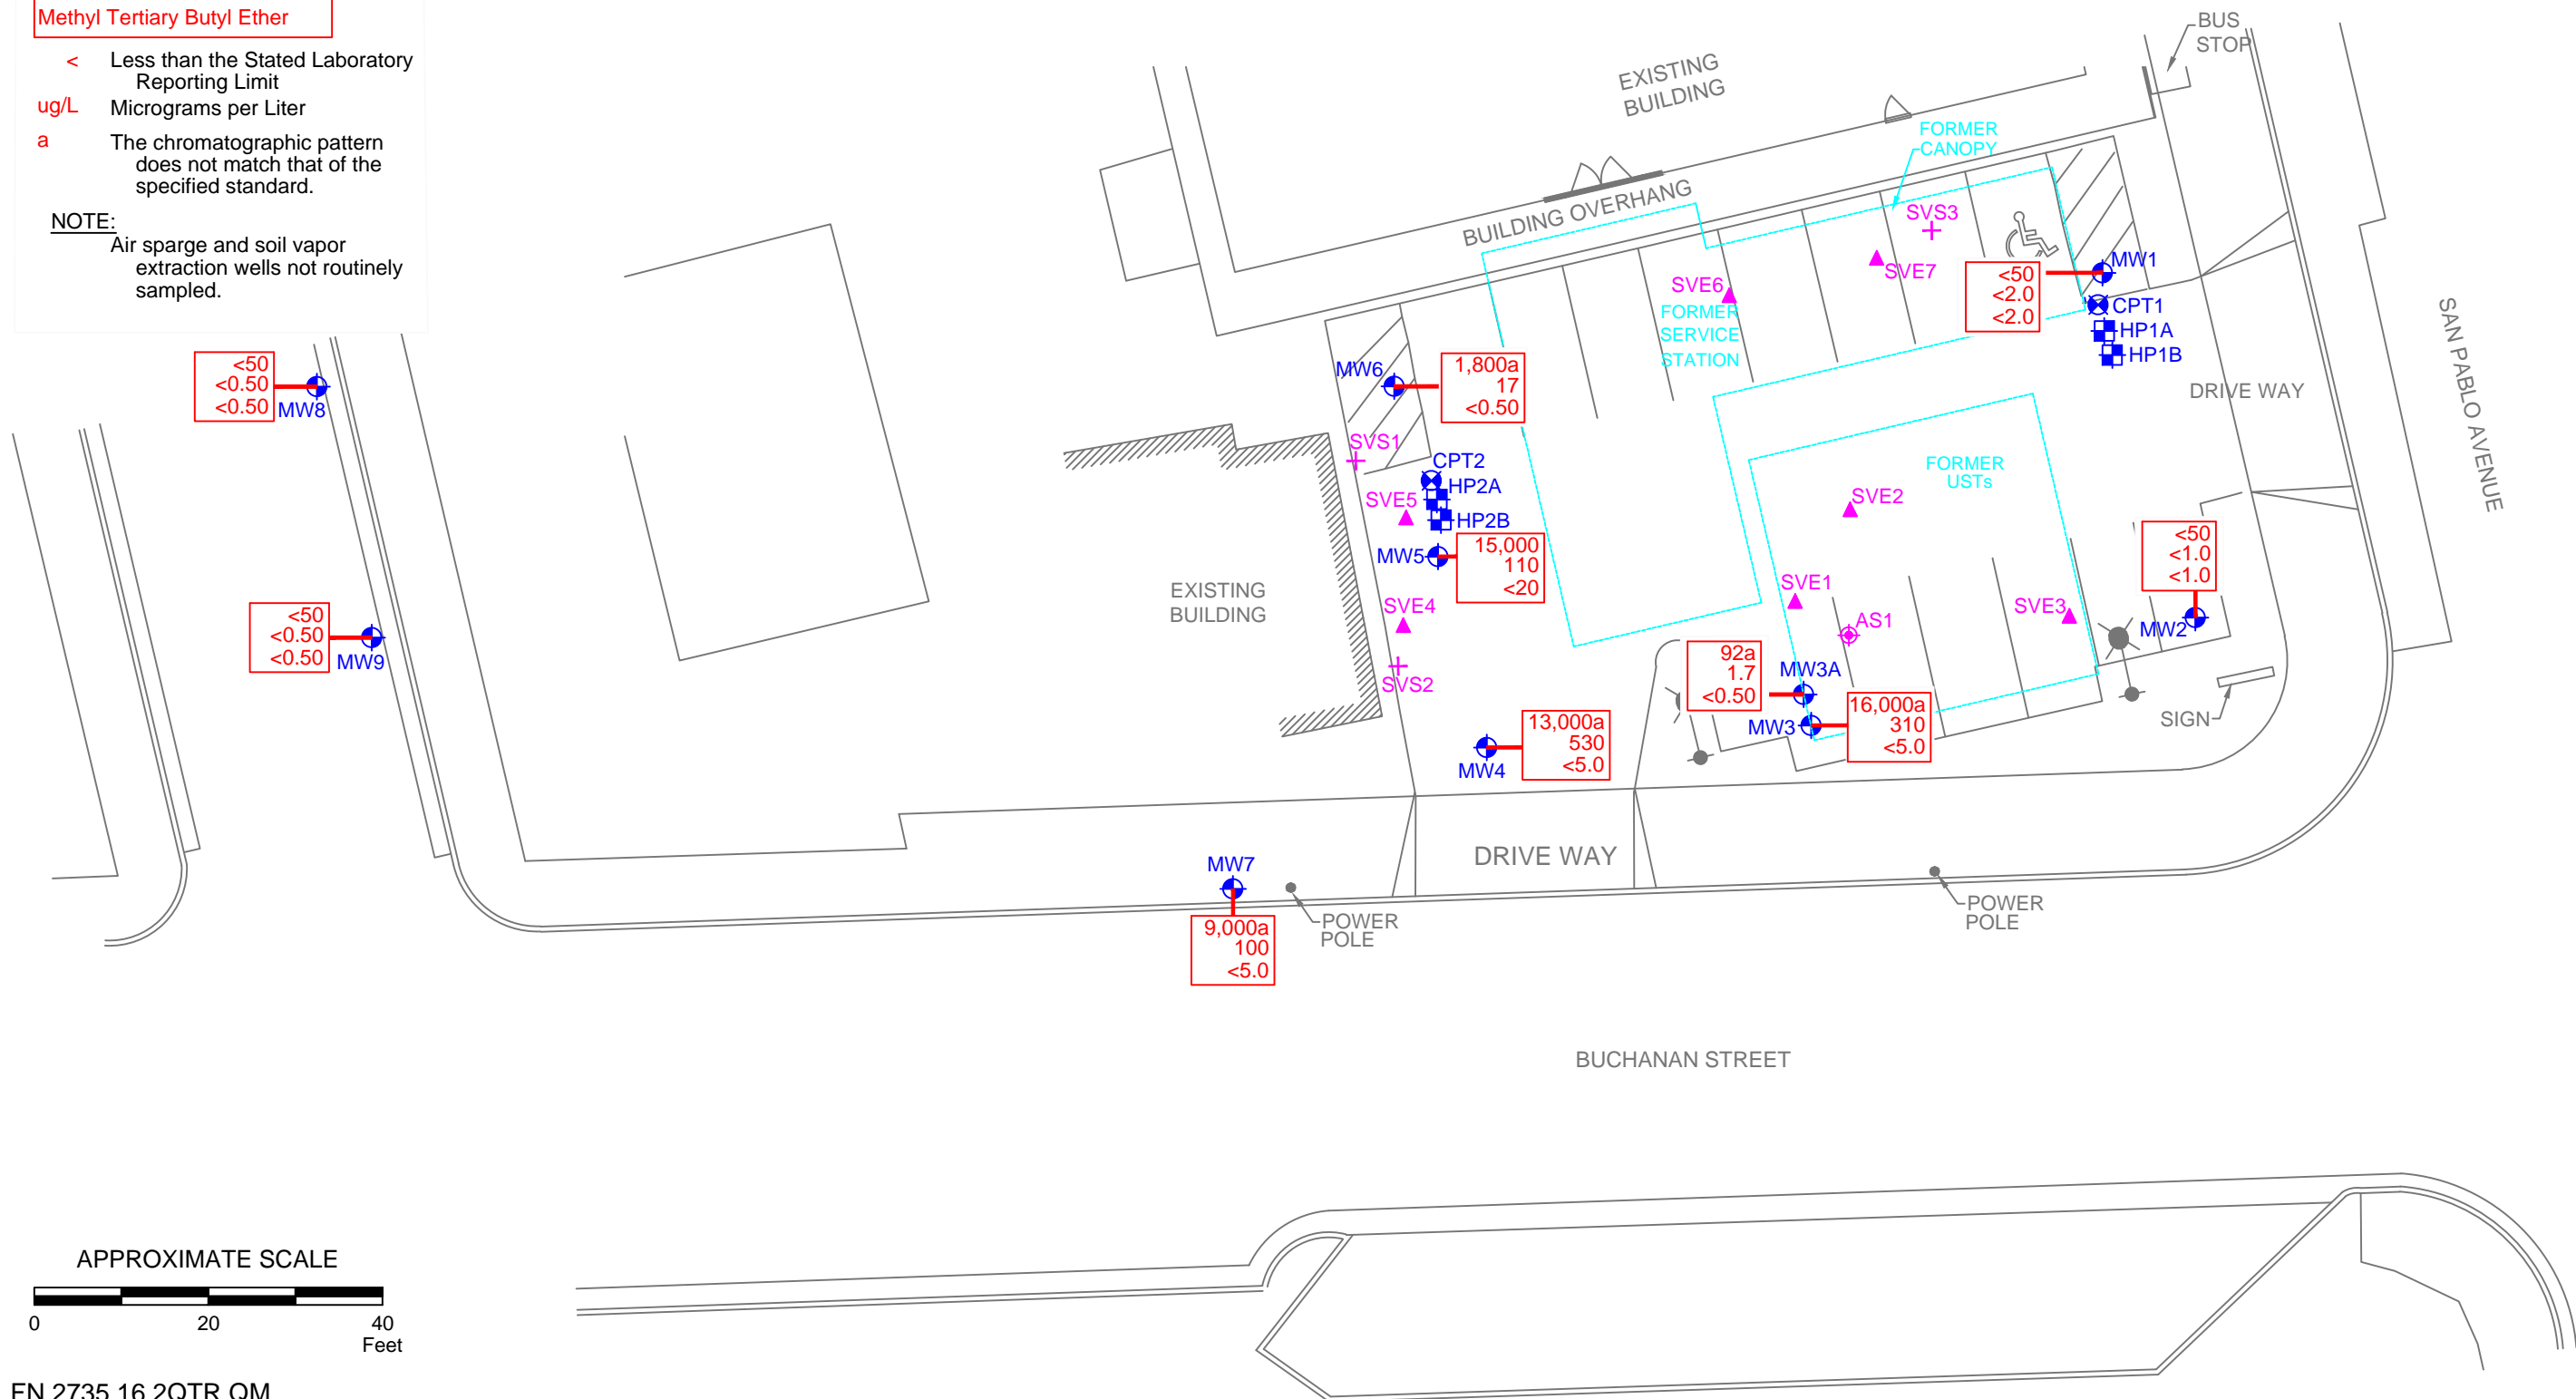 Methyl Tertiary Butyl Ether
< Less than the Stated Laboratory
Reporting Limit
ug/L Micrograms per Liter
a The chromatographic pattern
does not match that of the
specified standard.
NOTE:
Air sparge and soil vapor
extraction wells not routinely
sampled.
BUS
STOP
EXISTING
BUILDING
FORMER
CANOPY
BUILDING OVERHANG
SVS3
SVE7
SVE6
FORMER
SERVICE
STATION
MW1
<50
<2.0
<2.0
CPT1
HP1A
HP1B
DRIVE WAY
SAN PABLO AVENUE
<50
<0.50
<0.50
MW8
MW6
1,800a
17
<0.50
SVS1
CPT2
HP2A
SVE5
HP2B
MW5
15,000
110
<20
FORMER
USTs
SVE2
<50
<1.0
<1.0
MW2
EXISTING
BUILDING
SVE4
SVE1
SVE3
AS1
<50
<0.50
<0.50
MW9
SVS2
92a
1.7
<0.50
MW3A
MW3
16,000a
310
<5.0
SIGN
13,000a
530
<5.0
MW4
DRIVE WAY
MW7
9,000a
100
<5.0
POWER
POLE
POWER
POLE
BUCHANAN STREET
APPROXIMATE SCALE
0 20 40
Feet
FN 2735 16 2QTR QM